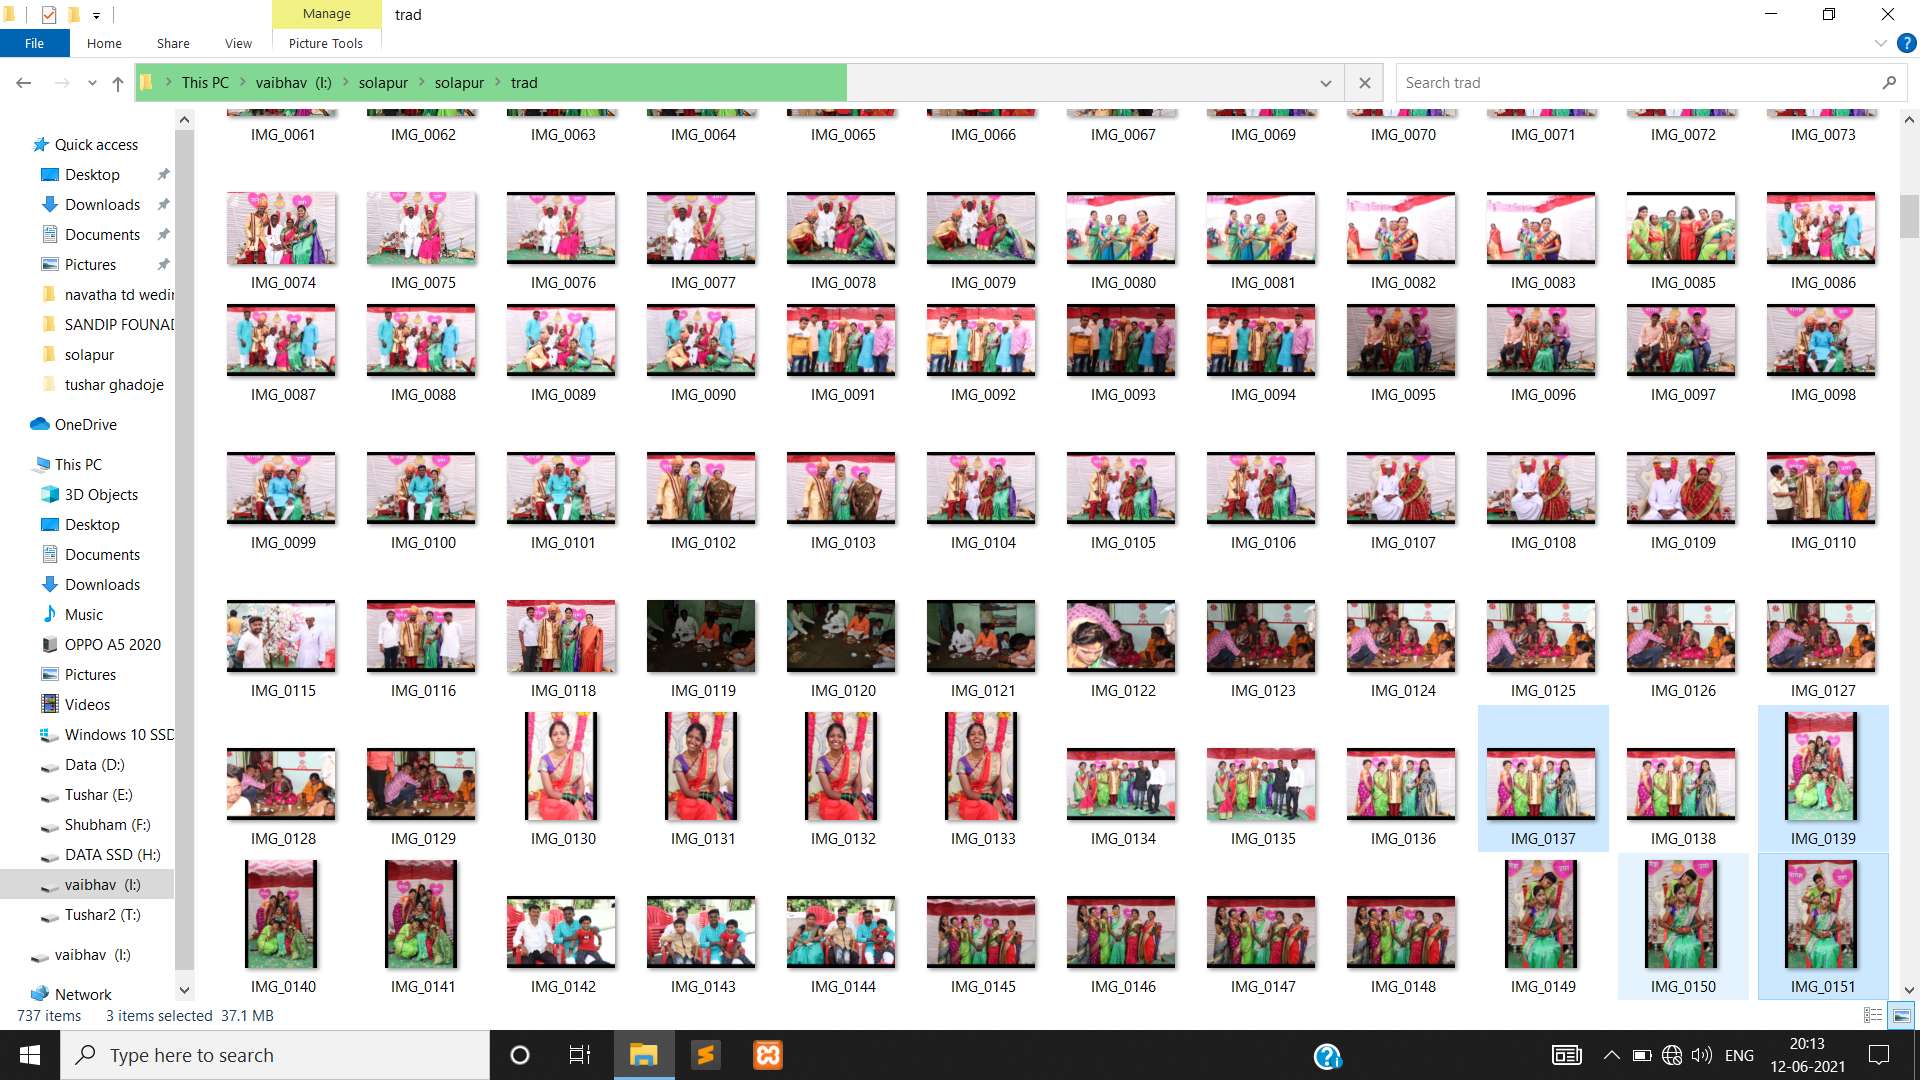 Manage
trad
File
Home
Share
View
Picture Tools
This PC
vaibhav (I:)
solapur
solapur
trad
Search trad
Quick access
Desktop
Downloads
Documents
Pictures
navatha td wedin
SANDIP FOUNAD
solapur
tushar ghadoje
OneDrive
This PC
3D Objects
Desktop
Documents
Downloads
Music
OPPO A5 2020
Pictures
Videos
Windows 10 SSD
Data (D:)
Tushar (E:)
Shubham (F:)
DATA SSD (H:)
vaibhav (I:)
Tushar2 (T:)
vaibhav (I:)
Network
IMG_0061 IMG_0062 IMG_0063 IMG_0064 IMG_0065 IMG_0066 IMG_0067 IMG_0069 IMG_0070 IMG_0071 IMG_0072 IMG_0073
IMG_0074 IMG_0075 IMG_0076 IMG_0077 IMG_0078 IMG_0079 IMG_0080 IMG_0081 IMG_0082 IMG_0083 IMG_0085 IMG_0086
IMG_0087 IMG_0088 IMG_0089 IMG_0090 IMG_0091 IMG_0092 IMG_0093 IMG_0094 IMG_0095 IMG_0096 IMG_0097 IMG_0098
IMG_0099 IMG_0100 IMG_0101 IMG_0102 IMG_0103 IMG_0104 IMG_0105 IMG_0106 IMG_0107 IMG_0108 IMG_0109 IMG_0110
IMG_0115 IMG_0116 IMG_0118 IMG_0119 IMG_0120 IMG_0121 IMG_0122 IMG_0123 IMG_0124 IMG_0125 IMG_0126 IMG_0127
IMG_0128 IMG_0129 IMG_0130 IMG_0131 IMG_0132 IMG_0133 IMG_0134 IMG_0135 IMG_0136 IMG_0137 IMG_0138 IMG_0139
IMG_0140 IMG_0141 IMG_0142 IMG_0143 IMG_0144 IMG_0145 IMG_0146 IMG_0147 IMG_0148 IMG_0149 IMG_0150 IMG_0151
737 items 3 items selected 37.1 MB
Type here to search
ENG
20:13
12-06-2021